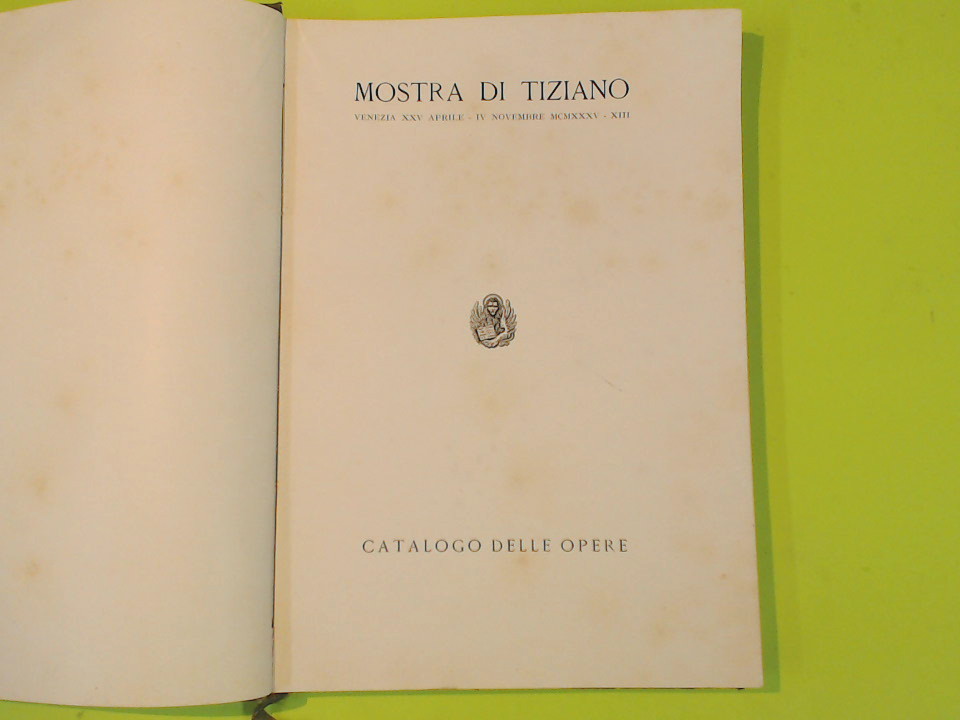 MOSTRA DI TIZIANO
VENEZIA XXV APRILE - IV NOVEMBRE MCMXXXV - XIII
CATALOGO DELLE OPERE